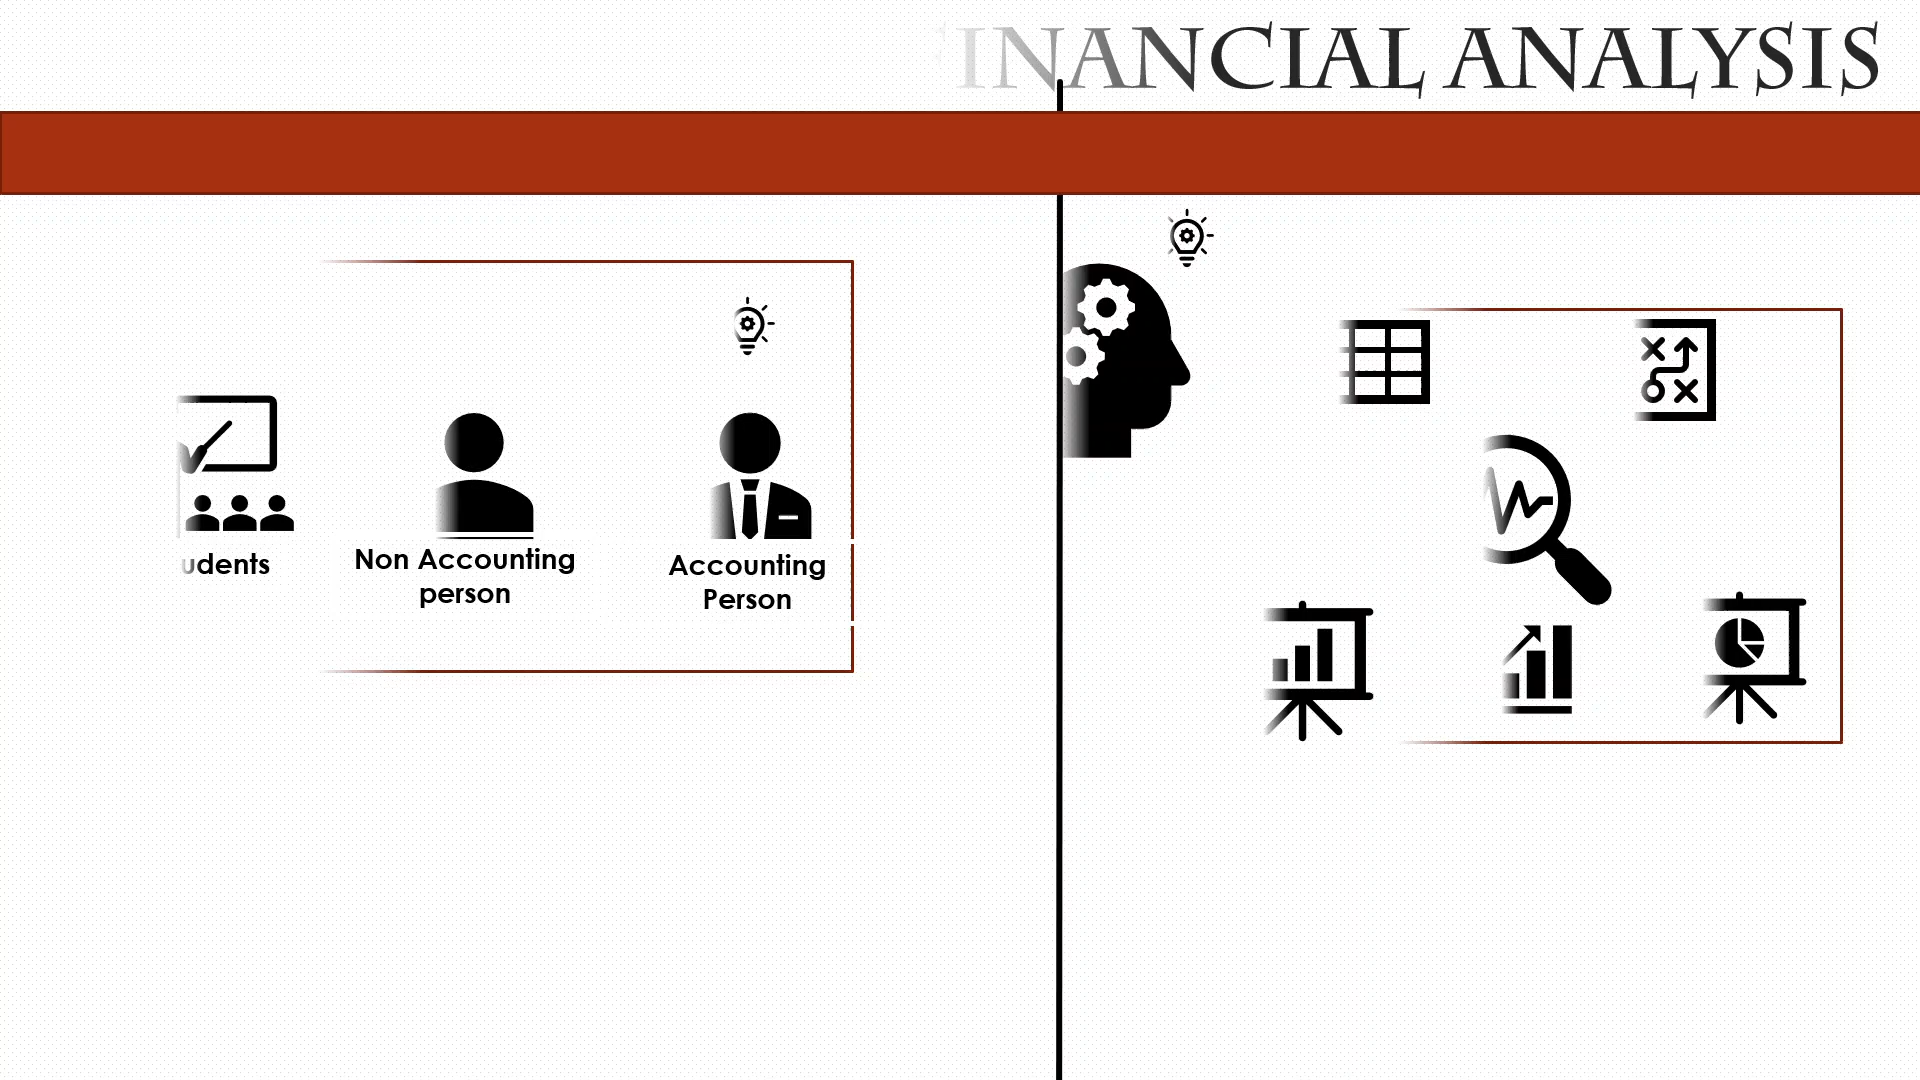 INANCIAL ANALYSIS
udents
Non Accounting
person
Accounting
Person